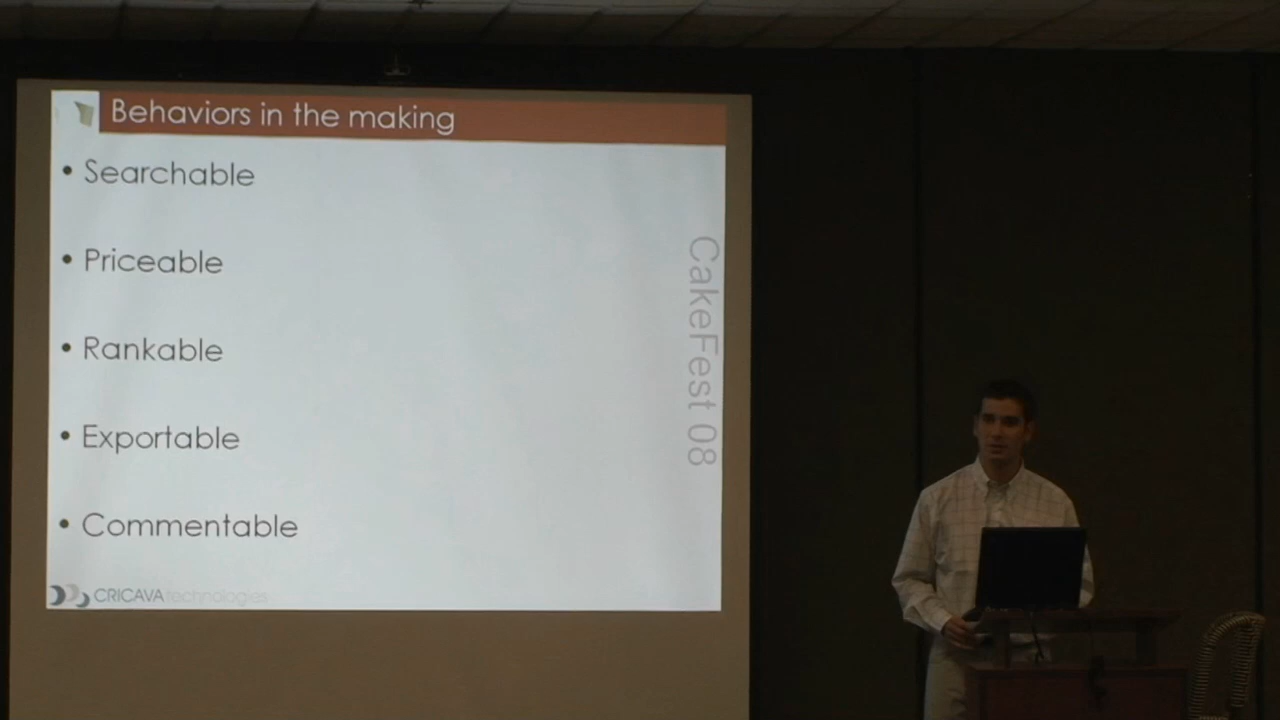 Behaviors in the making
• Searchable
• Priceable
• Rankable
• Exportable
• Commentable
CakeFest 08
CRICAVA technologies